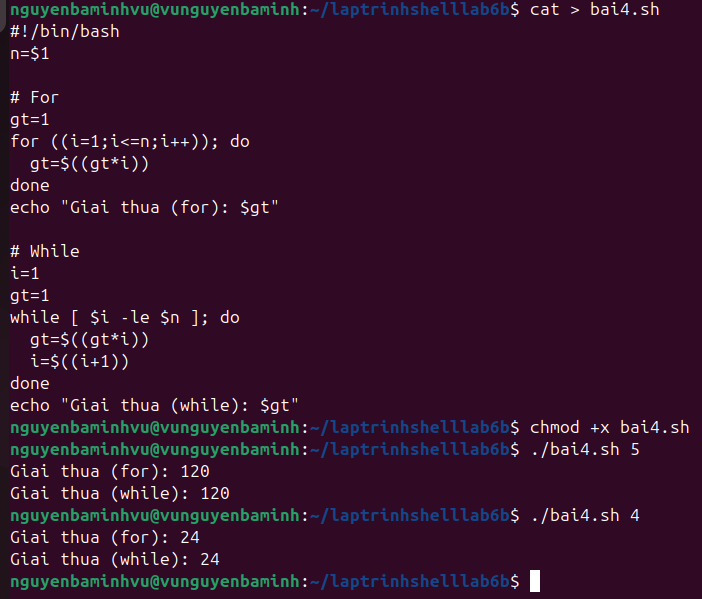 nguyenbaminhvu@vunguyenbaminh:~/laptrinhshelllab6b$ cat > bai4.sh
#!/bin/bash
n=$1

# For
gt=1
for ((i=1;i<=n;i++)); do
  gt=$((gt*i))
done
echo "Giai thua (for): $gt"

# While
i=1
gt=1
while [ $i -le $n ]; do
  gt=$((gt*i))
  i=$((i+1))
done
echo "Giai thua (while): $gt"
nguyenbaminhvu@vunguyenbaminh:~/laptrinhshelllab6b$ chmod +x bai4.sh
nguyenbaminhvu@vunguyenbaminh:~/laptrinhshelllab6b$ ./bai4.sh 5
Giai thua (for): 120
Giai thua (while): 120
nguyenbaminhvu@vunguyenbaminh:~/laptrinhshelllab6b$ ./bai4.sh 4
Giai thua (for): 24
Giai thua (while): 24
nguyenbaminhvu@vunguyenbaminh:~/laptrinhshelllab6b$